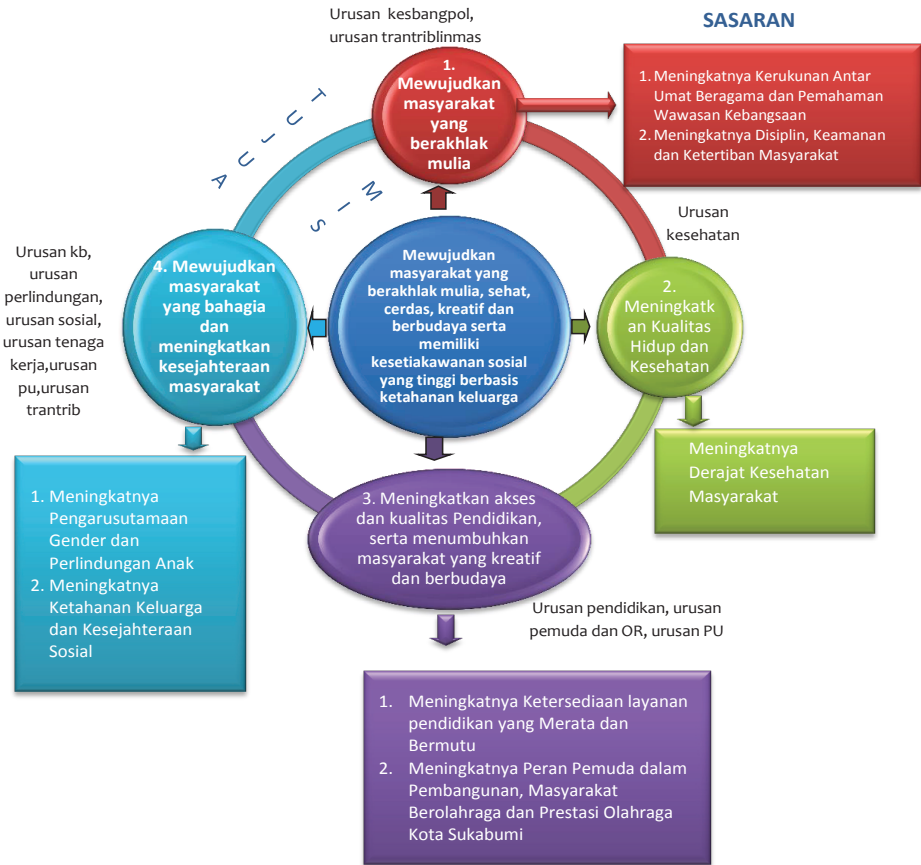 Urusan kesbangpol,
urusan trantriblinmas
SASARAN
1.
Mewujudkan
masyarakat
yang
berakhlak
mulia
1. Meningkatnya Kerukunan Antar
Umat Beragama dan Pemahaman
Wawasan Kebangsaan
2. Meningkatnya Disiplin, Keamanan
dan Ketertiban Masyarakat
T U J U A
M I S
Urusan
kesehatan
Urusan kb,
urusan
perlindungan,
urusan sosial,
urusan tenaga
kerja,urusan
pu,urusan
trantrib
4. Mewujudkan
masyarakat
yang bahagia
dan
meningkatkan
kesejahteraan
masyarakat
Mewujudkan
masyarakat yang
berakhlak mulia, sehat,
cerdas, kreatif dan
berbudaya serta
memiliki
kesetiakawanan sosial
yang tinggi berbasis
ketahanan keluarga
2.
Meningkatk
an Kualitas
Hidup dan
Kesehatan
Meningkatnya
Derajat Kesehatan
Masyarakat
1. Meningkatnya
Pengarusutamaan
Gender dan
Perlindungan Anak
2. Meningkatnya
Ketahanan Keluarga
dan Kesejahteraan
Sosial
3. Meningkatkan akses
dan kualitas Pendidikan,
serta menumbuhkan
masyarakat yang kreatif
dan berbudaya
Urusan pendidikan, urusan
pemuda dan OR, urusan PU
1. Meningkatnya Ketersediaan layanan
pendidikan yang Merata dan
Bermutu
2. Meningkatnya Peran Pemuda dalam
Pembangunan, Masyarakat
Berolahraga dan Prestasi Olahraga
Kota Sukabumi